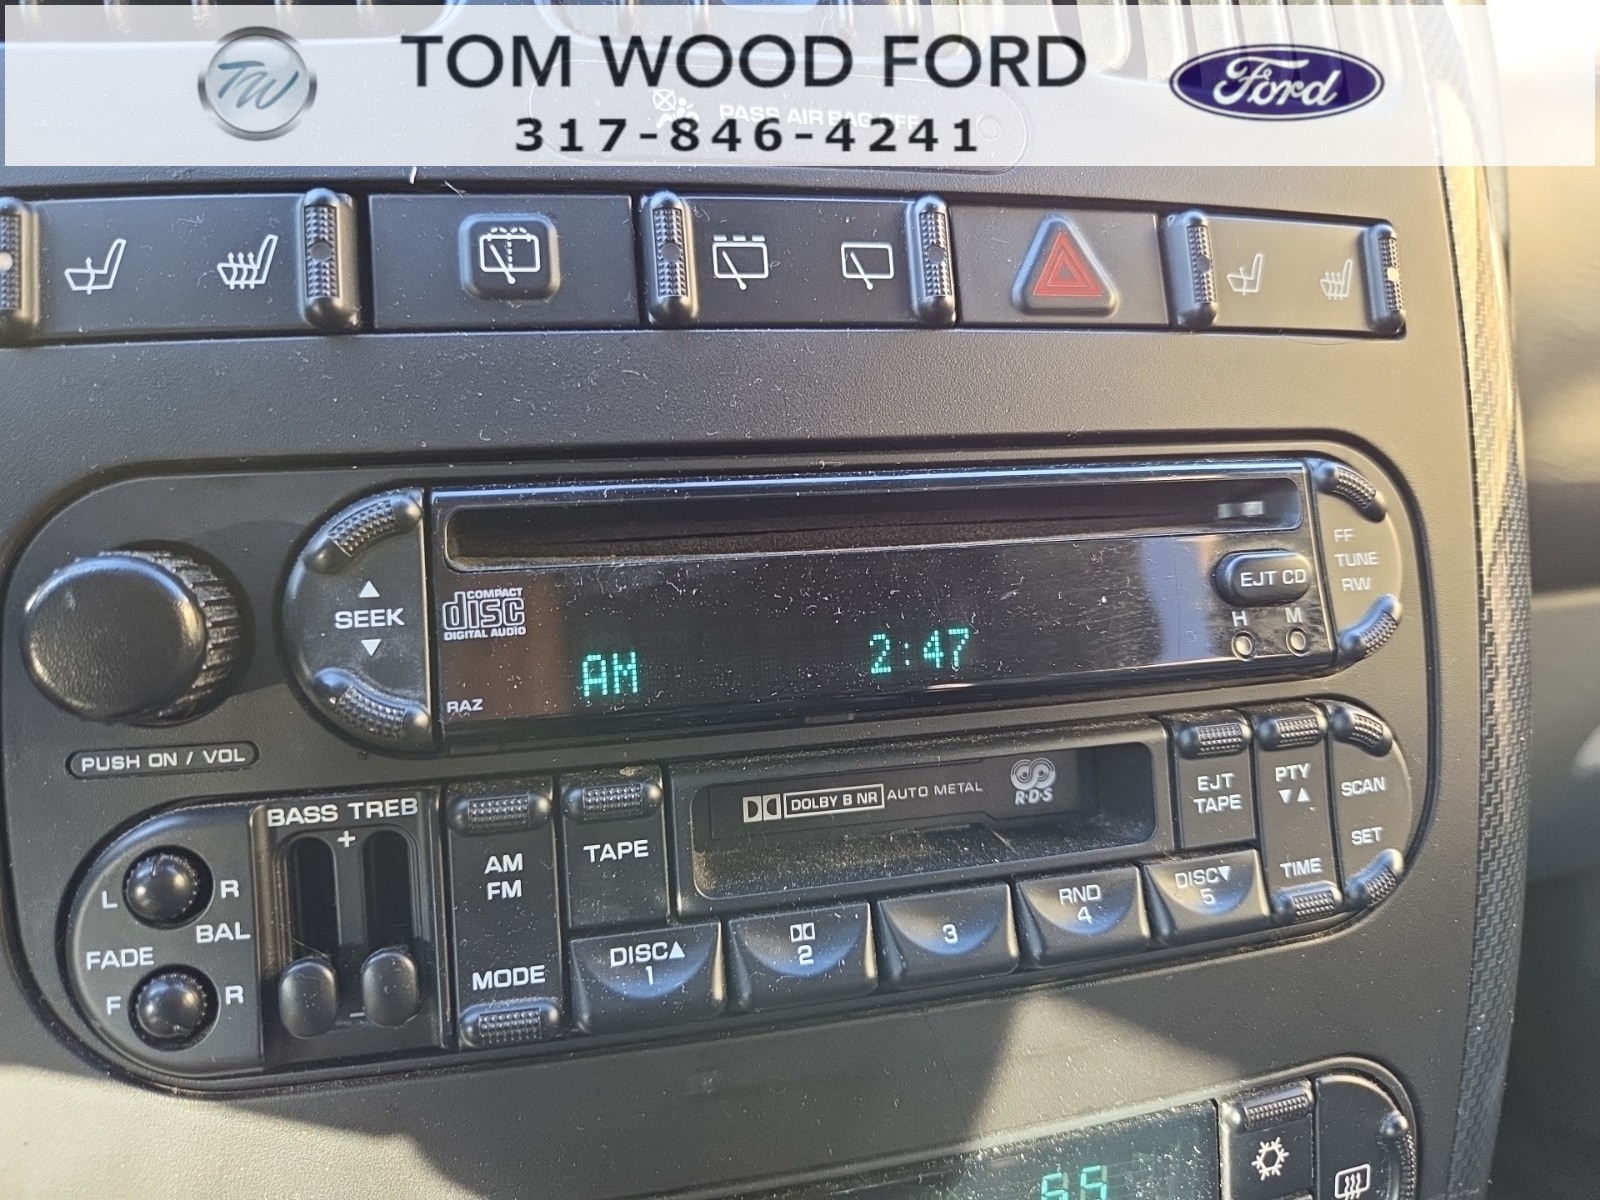 TW
TOM WOOD FORD
Ford
317-846-4241
PASS AIR BAG OFF
COMPACT
disc
DIGITAL AUDIO
▲
SEEK
▼
AM 2:47
RAZ
EJT CD
H M
FF
TUNE
RW
PUSH ON / VOL
BASS TREB
+
−
L R
BAL
FADE
F R
AM
FM
MODE
TAPE
DOLBY B NR AUTO METAL
R·D·S
EJT
TAPE
PTY
▼▲
TIME
SCAN
SET
DISC▲
1
2
3
RND
4
DISC▼
5